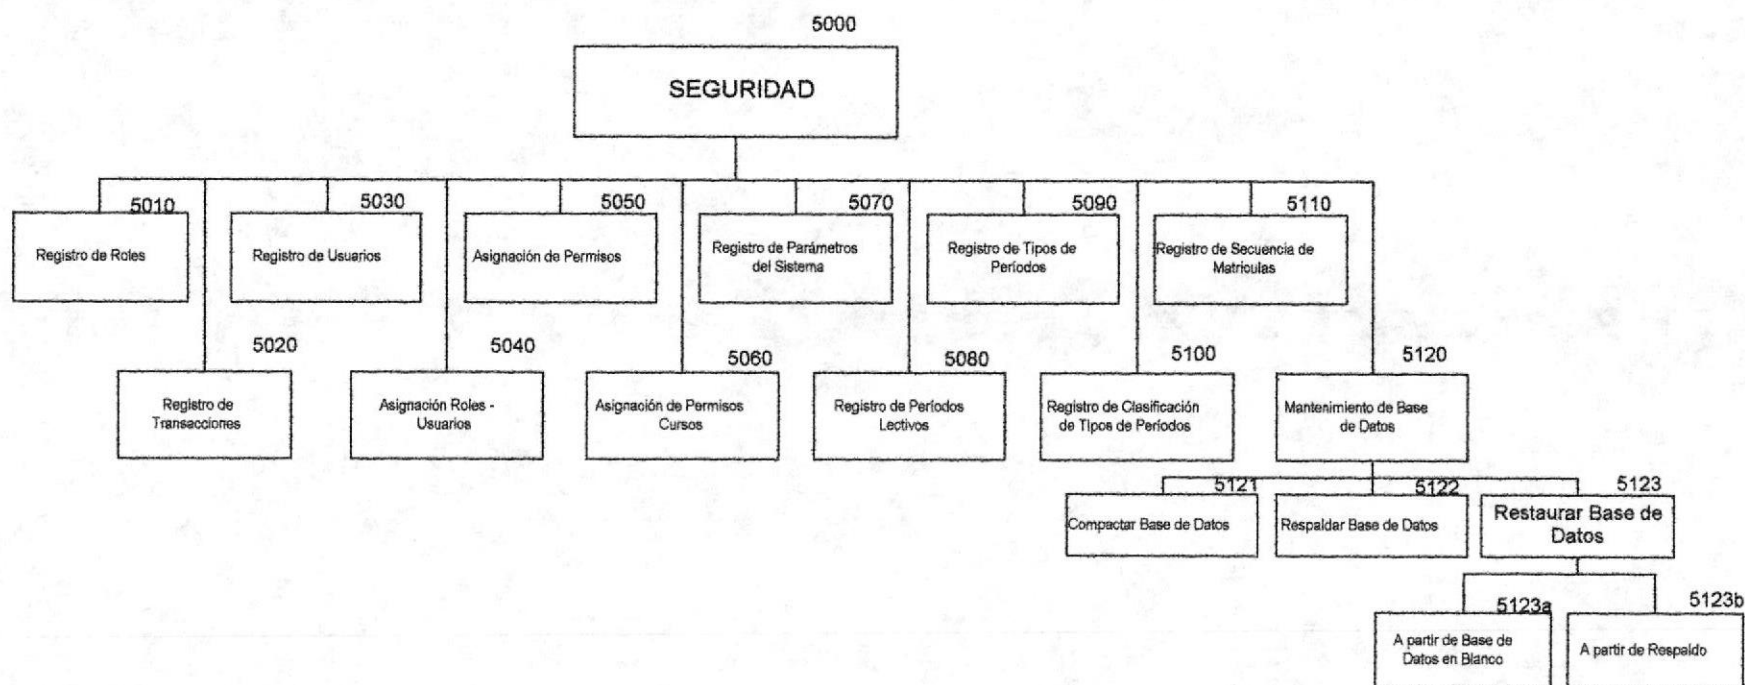 5000
SEGURIDAD
5010
Registro de Roles
5030
Registro de Usuarios
5050
Asignación de Permisos
5070
Registro de Parámetros
del Sistema
5090
Registro de Tipos de
Períodos
5110
Registro de Secuencia de
Matrículas
5020
Registro de
Transacciones
5040
Asignación Roles -
Usuarios
5060
Asignación de Permisos
Cursos
5080
Registro de Períodos
Lectivos
5100
Registro de Clasificación
de Tipos de Períodos
5120
Mantenimiento de Base
de Datos
5121
Compactar Base de Datos
5122
Respaldar Base de Datos
5123
Restaurar Base de
Datos
5123a
A partir de Base de
Datos en Blanco
5123b
A partir de Respaldo